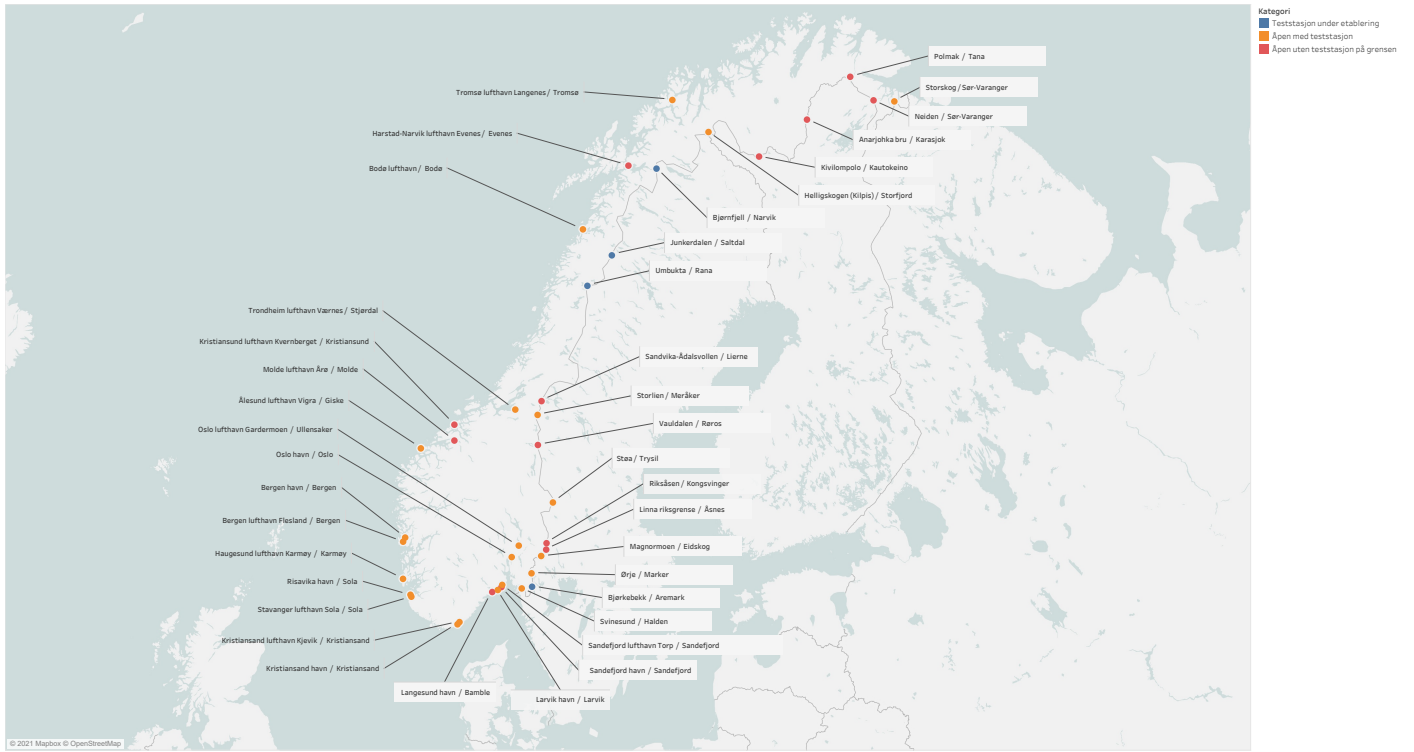 Kategori
Teststasjon under etablering
Åpen med teststasjon
Åpen uten teststasjon på grensen
Polmak / Tana
Storskog / Sør-Varanger
Tromsø lufthavn Langenes / Tromsø
Neiden / Sør-Varanger
Harstad-Narvik lufthavn Evenes / Evenes
Anarjohka bru / Karasjok
Bodø lufthavn / Bodø
Kivilompolo / Kautokeino
Helligskogen (Kilpis) / Storfjord
Bjørnfjell / Narvik
Junkerdalen / Saltdal
Umbukta / Rana
Trondheim lufthavn Værnes / Stjørdal
Kristiansund lufthavn Kvernberget / Kristiansund
Sandvika-Ådalsvollen / Lierne
Molde lufthavn Årø / Molde
Storlien / Meråker
Ålesund lufthavn Vigra / Giske
Vauldalen / Røros
Oslo lufthavn Gardermoen / Ullensaker
Oslo havn / Oslo
Støa / Trysil
Riksåsen / Kongsvinger
Bergen havn / Bergen
Linna riksgrense / Åsnes
Bergen lufthavn Flesland / Bergen
Magnormoen / Eidskog
Haugesund lufthavn Karmøy / Karmøy
Ørje / Marker
Risavika havn / Sola
Bjørkebekk / Aremark
Stavanger lufthavn Sola / Sola
Svinesund / Halden
Kristiansand lufthavn Kjevik / Kristiansand
Sandefjord lufthavn Torp / Sandefjord
Kristiansand havn / Kristiansand
Sandefjord havn / Sandefjord
Langesund havn / Bamble
Larvik havn / Larvik
© 2021 Mapbox © OpenStreetMap